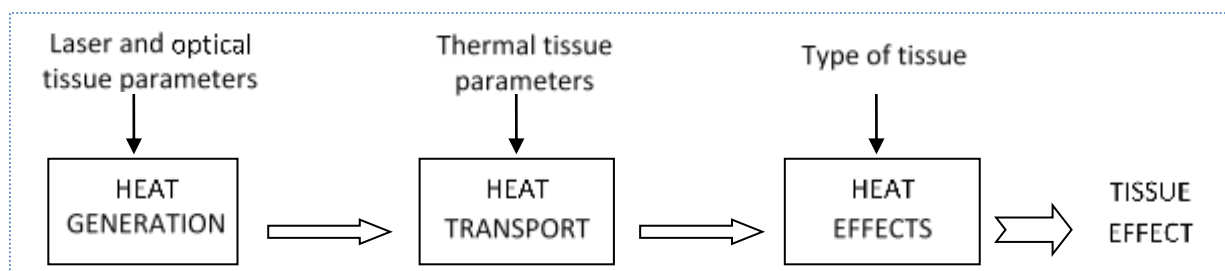 Laser and optical
tissue parameters
Thermal tissue
parameters
Type of tissue
HEAT
GENERATION
HEAT
TRANSPORT
HEAT
EFFECTS
TISSUE
EFFECT